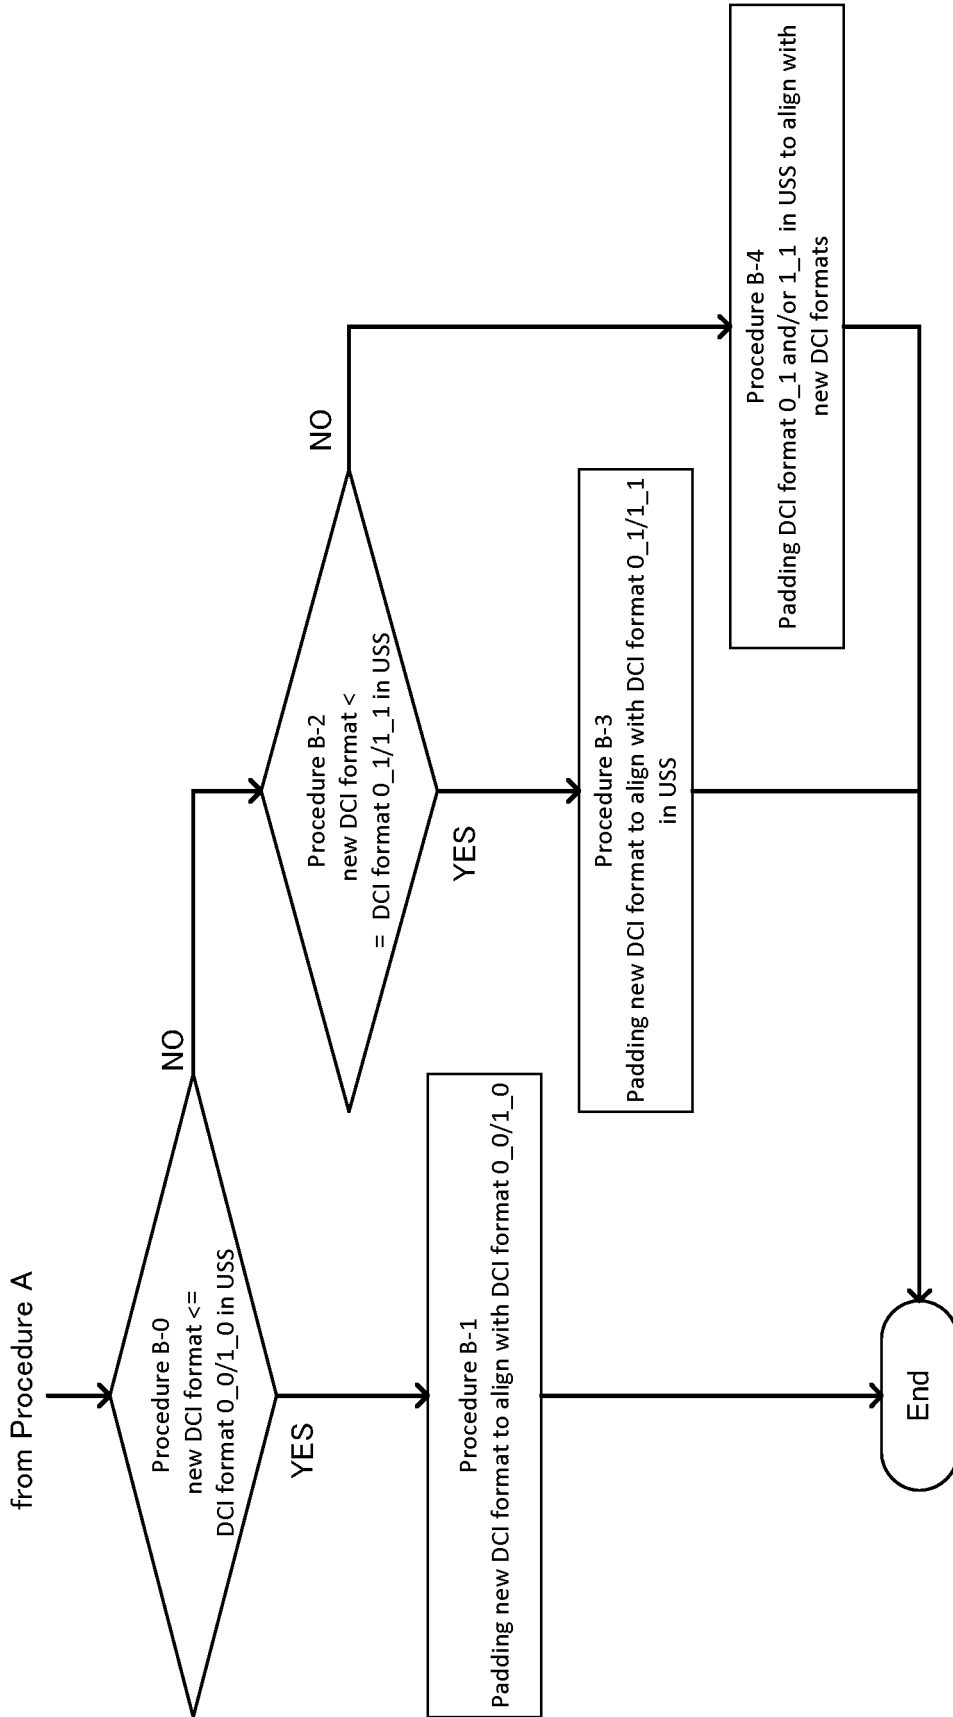 from Procedure A
Procedure B-0
new DCI format <=
DCI format 0_0/1_0 in USS
NO
YES
Procedure B-1
Padding new DCI format to align with DCI format 0_0/1_0
Procedure B-2
new DCI format <
= DCI format 0_1/1_1 in USS
NO
YES
Procedure B-3
Padding new DCI format to align with DCI format 0_1/1_1
in USS
Procedure B-4
Padding DCI format 0_1 and/or 1_1 in USS to align with
new DCI formats
End